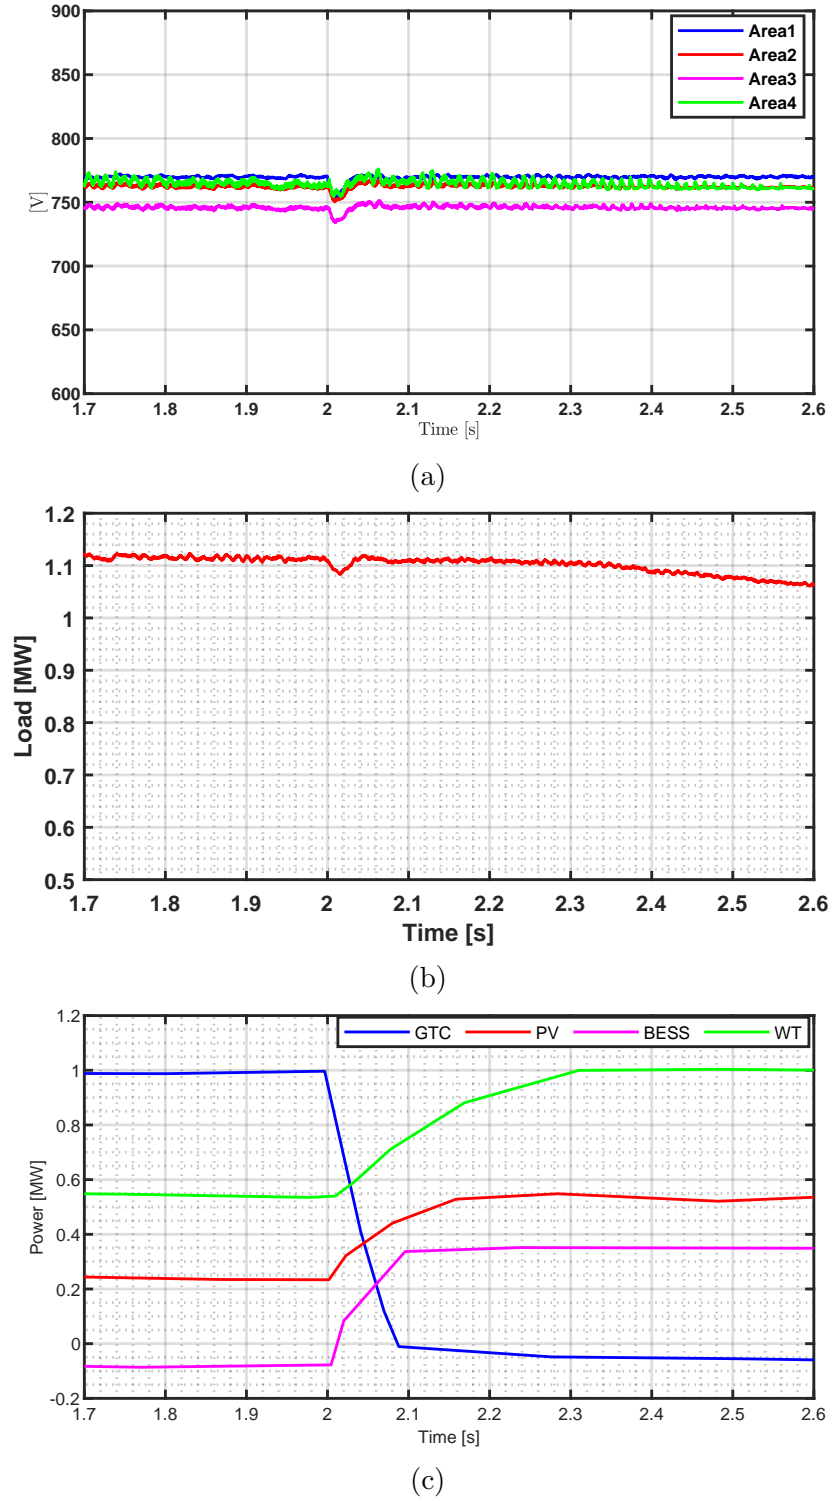 900
850
800
750
700
650
600
[V]
Area1
Area2
Area3
Area4
1.7 1.8 1.9 2 2.1 2.2 2.3 2.4 2.5 2.6
Time [s]
(a)
1.2
1.1
1
0.9
0.8
0.7
0.6
0.5
Load [MW]
1.7 1.8 1.9 2 2.1 2.2 2.3 2.4 2.5 2.6
Time [s]
(b)
1.2
1
0.8
0.6
0.4
0.2
0
-0.2
Power [MW]
GTC PV BESS WT
1.7 1.8 1.9 2 2.1 2.2 2.3 2.4 2.5 2.6
Time [s]
(c)